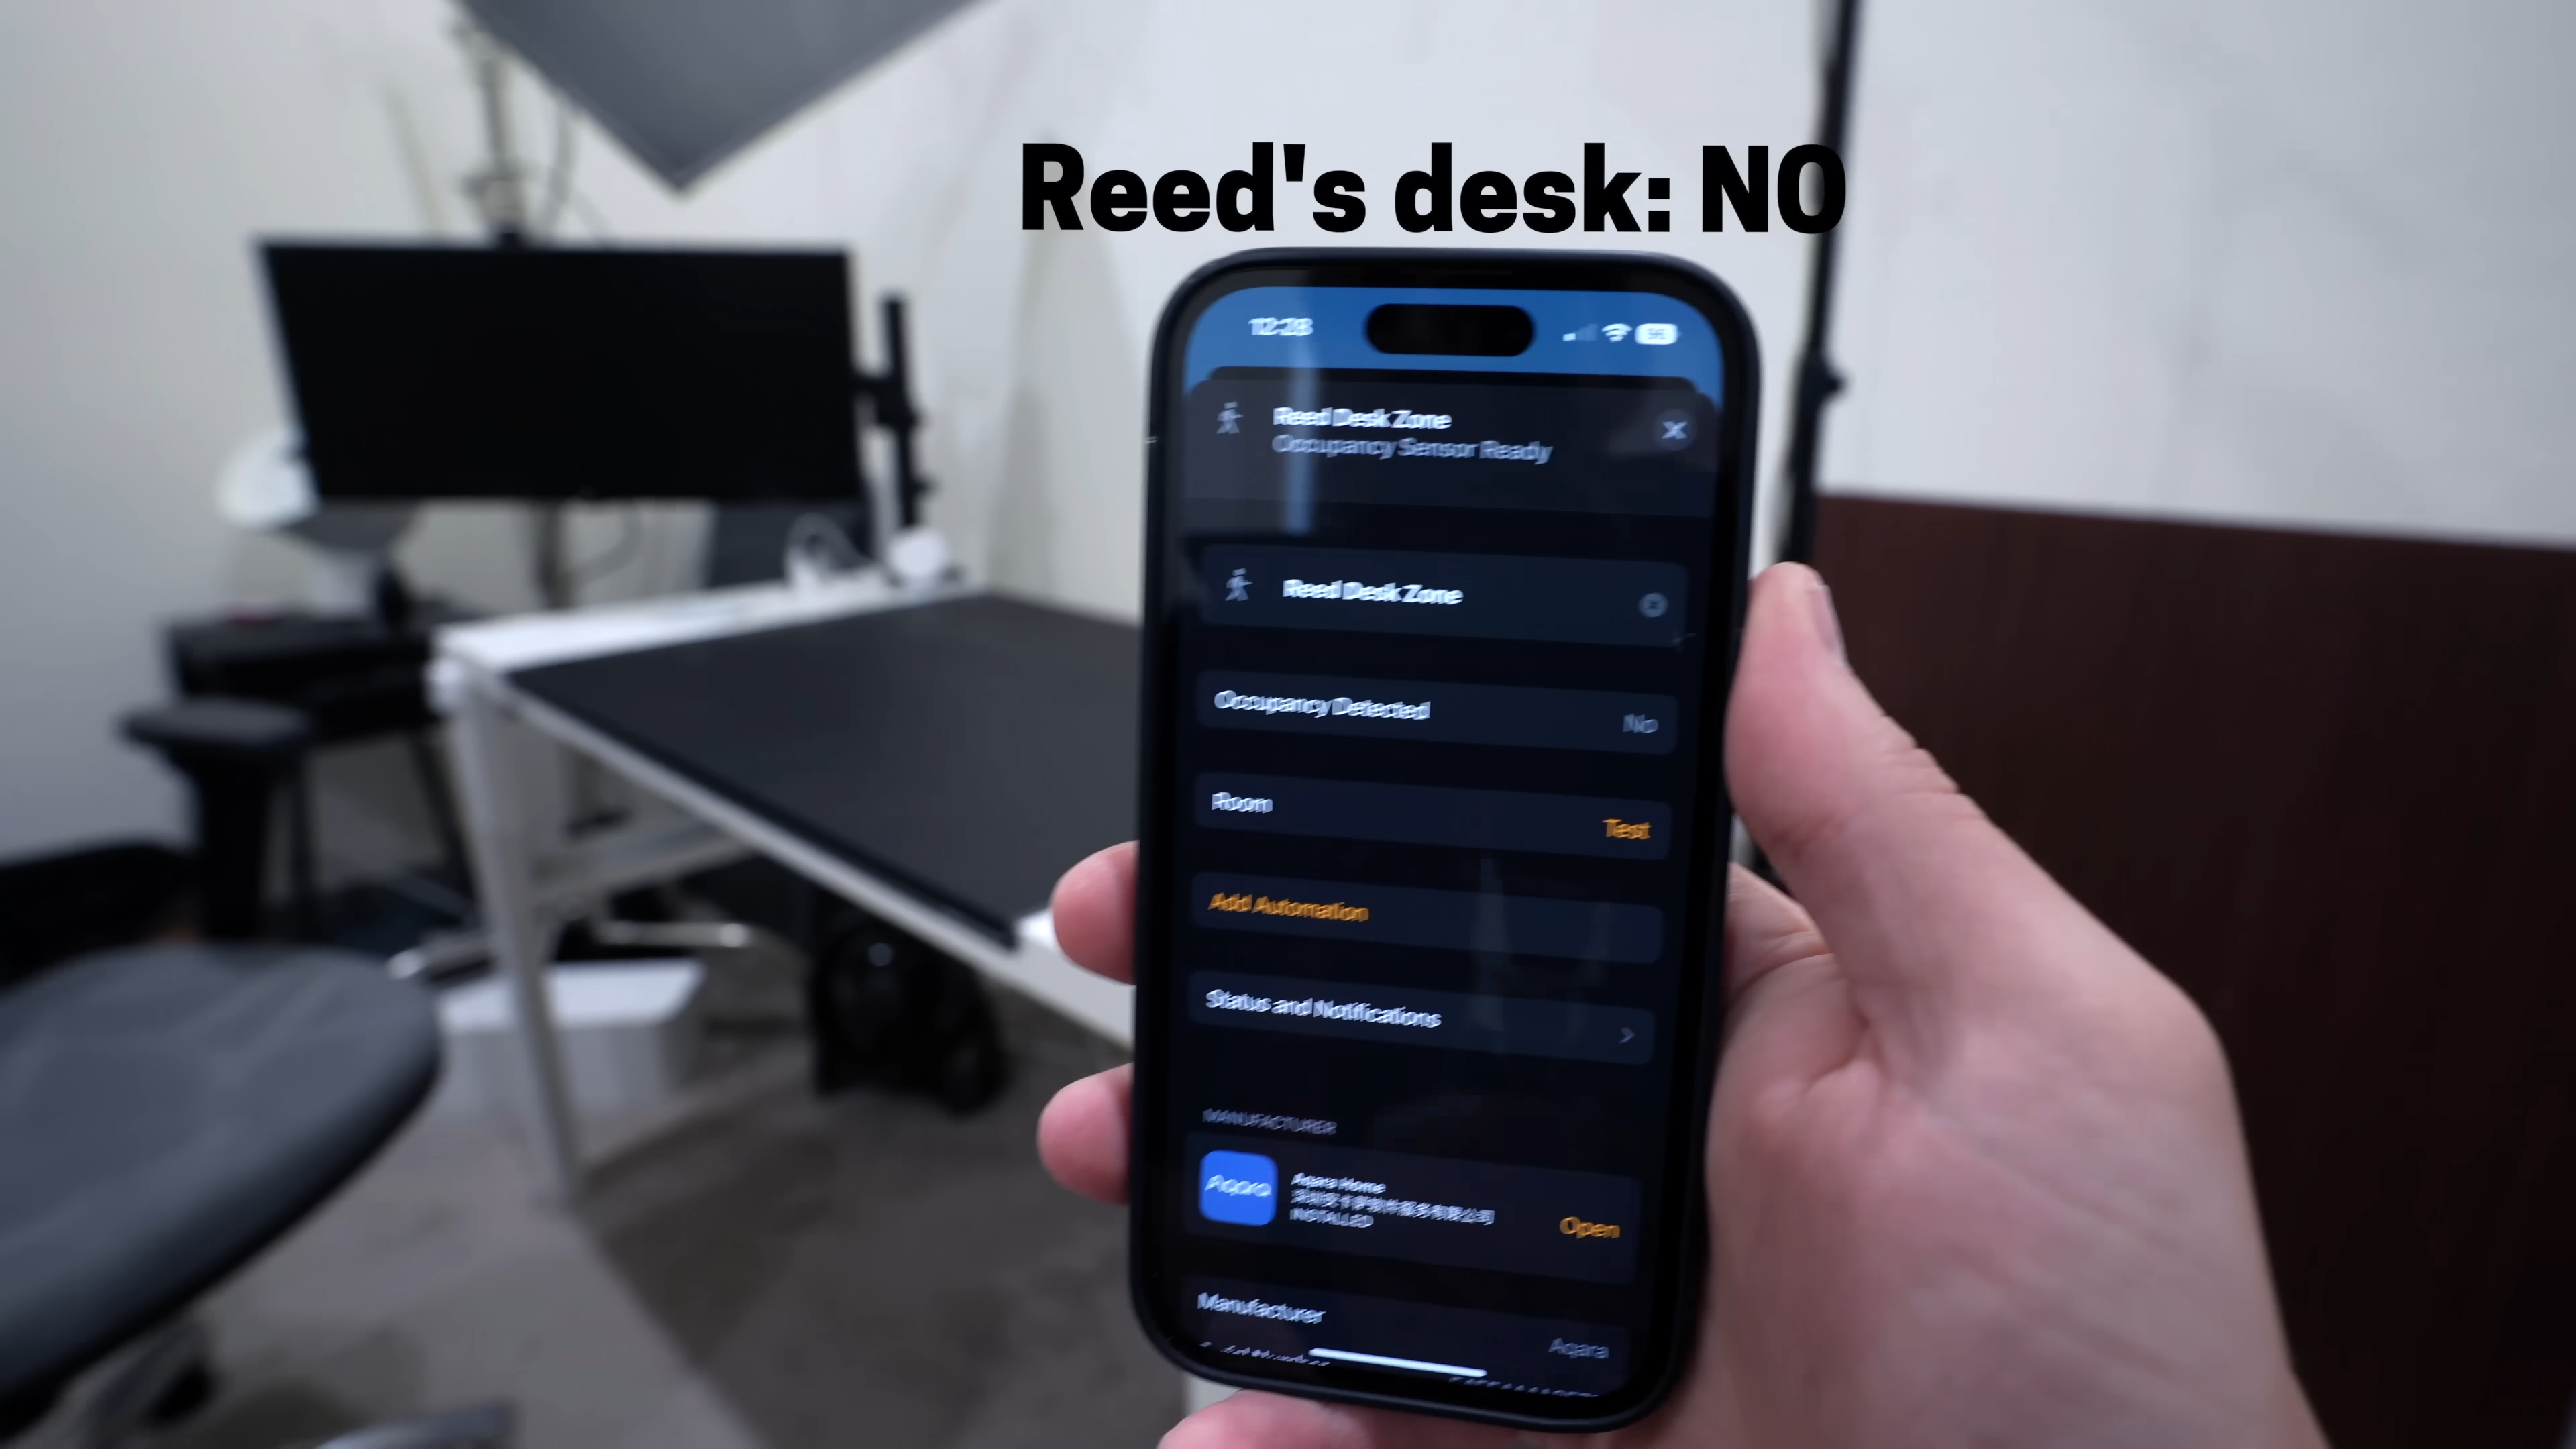 Reed's desk: NO
12:28
Reed Desk Zone
Occupancy Sensor Ready
Reed Desk Zone
Occupancy Detected
No
Room
Test
Add Automation
Status and Notifications
MANUFACTURER
Aqara
Aqara Home
INSTALLED
Open
Manufacturer
Aqara